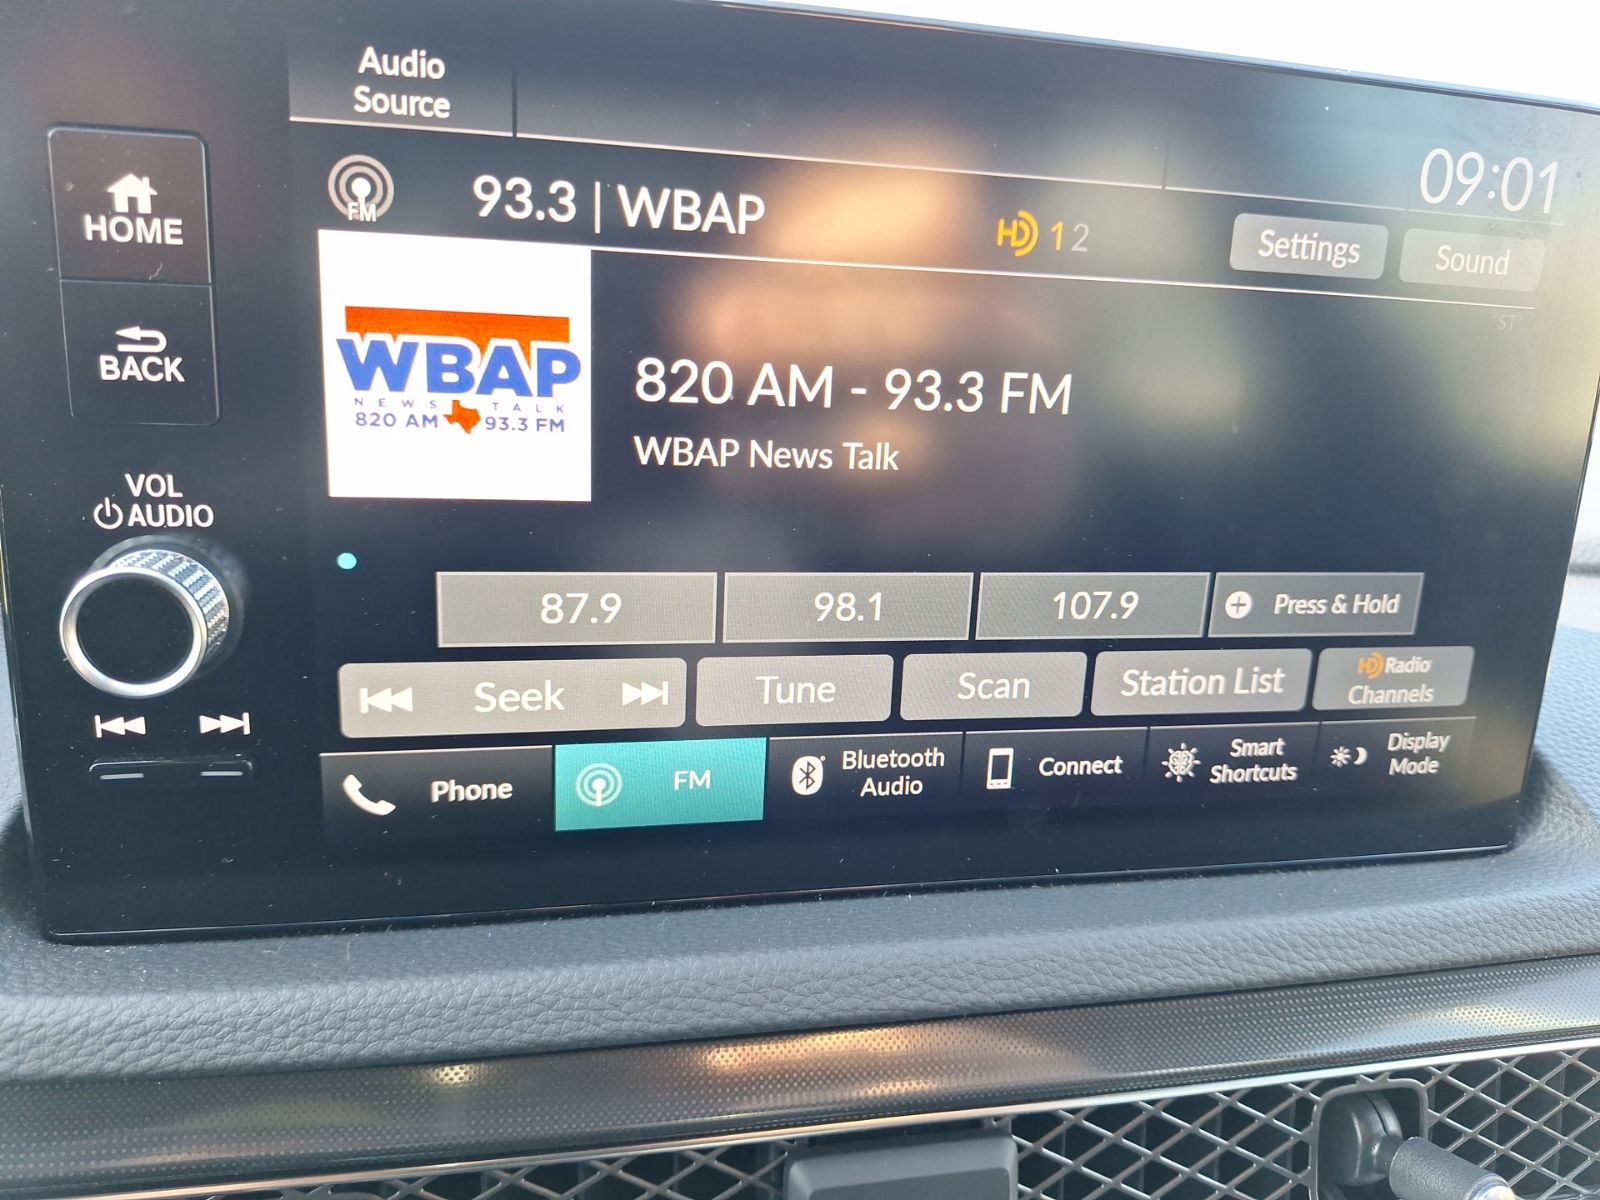 Audio
Source
09:01
FM
93.3 | WBAP
HD 1 2
Settings
Sound
HOME
BACK
WBAP
NEWS TALK
820 AM 93.3 FM
820 AM - 93.3 FM
WBAP News Talk
"ST"
VOL
AUDIO
87.9
98.1
107.9
+ Press & Hold
Seek
Tune
Scan
Station List
HD Radio
Channels
Phone
FM
Bluetooth
Audio
Connect
Smart
Shortcuts
Display
Mode